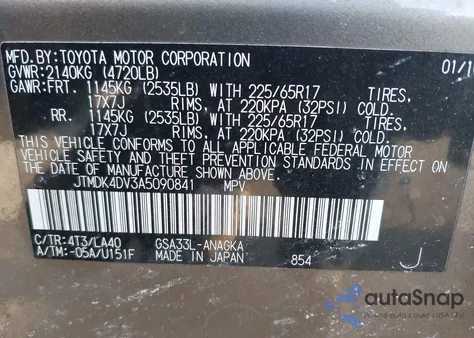 MFD.BY: TOYOTA MOTOR CORPORATION 01/10
GVWR: 2140KG (4720LB)
GAWR: FRT. 1145KG (2535LB) WITH 225/65R17 TIRES,
17X7J RIMS, AT 220KPA (32PSI) COLD.
RR. 1145KG (2535LB) WITH 225/65R17 TIRES,
17X7J RIMS, AT 220KPA (32PSI) COLD.
THIS VEHICLE CONFORMS TO ALL APPLICABLE FEDERAL MOTOR
VEHICLE SAFETY AND THEFT PREVENTION STANDARDS IN EFFECT ON
THE DATE OF MANUFACTURE SHOWN ABOVE.
JTMDK4DV3A5090841 MPV
C/TR:4T3/LA40 GSA33L-ANAGKA
A/TM:-05A/U151F MADE IN JAPAN 854 J
autoSnap